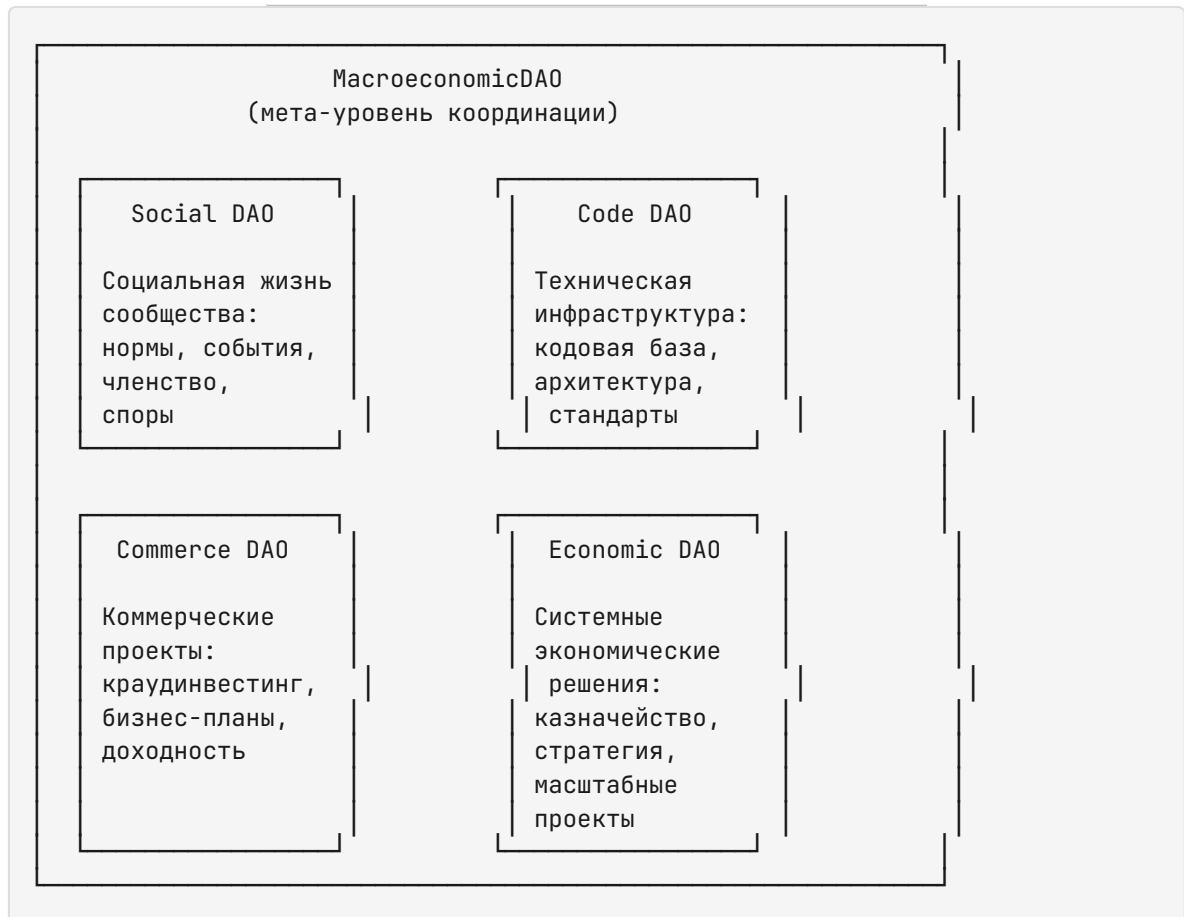 MacroeconomicDAO
(мета-уровень координации)
Social DAO
Code DAO
Социальная жизнь
сообщества:
нормы, события,
членство,
споры
Техническая
инфраструктура:
кодовая база,
архитектура,
стандарты
Commerce DAO
Economic DAO
Коммерческие
проекты:
краудинвестинг,
бизнес-планы,
доходность
Системные
экономические
решения:
казначейство,
стратегия,
масштабные
проекты